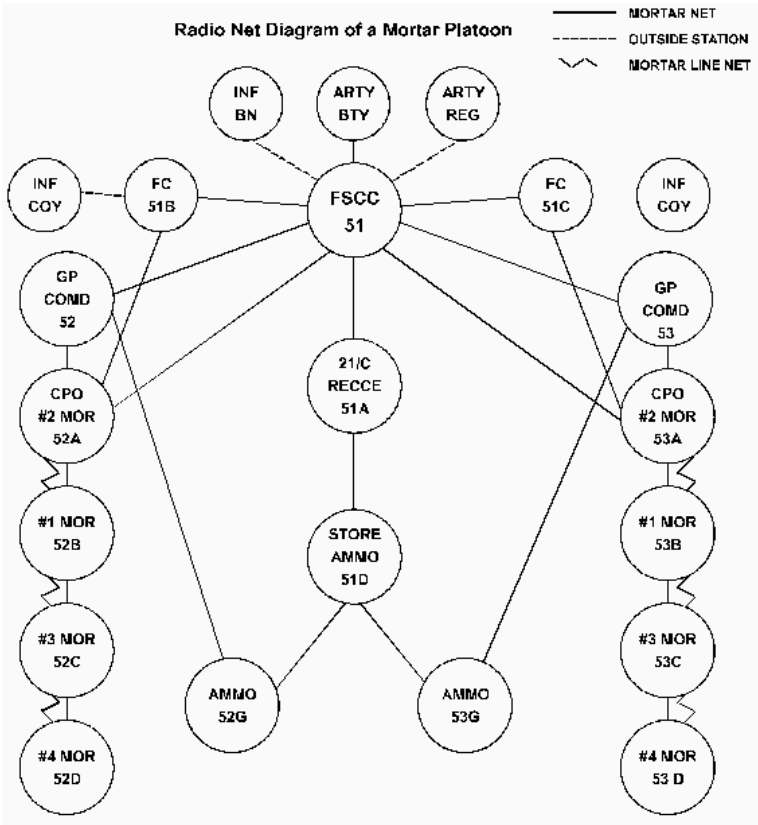 Radio Net Diagram of a Mortar Platoon
MORTAR NET
OUTSIDE STATION
MORTAR LINE NET
INF
BN
ARTY
BTY
ARTY
REG
INF
COY
FC
51B
FSCC
51
FC
51C
INF
COY
GP
COMD
52
GP
COMD
53
21/C
RECCE
51A
CPO
#2 MOR
52A
CPO
#2 MOR
53A
#1 MOR
52B
STORE
AMMO
51D
#1 MOR
53B
#3 MOR
52C
#3 MOR
53C
AMMO
52G
AMMO
53G
#4 MOR
52D
#4 MOR
53 D